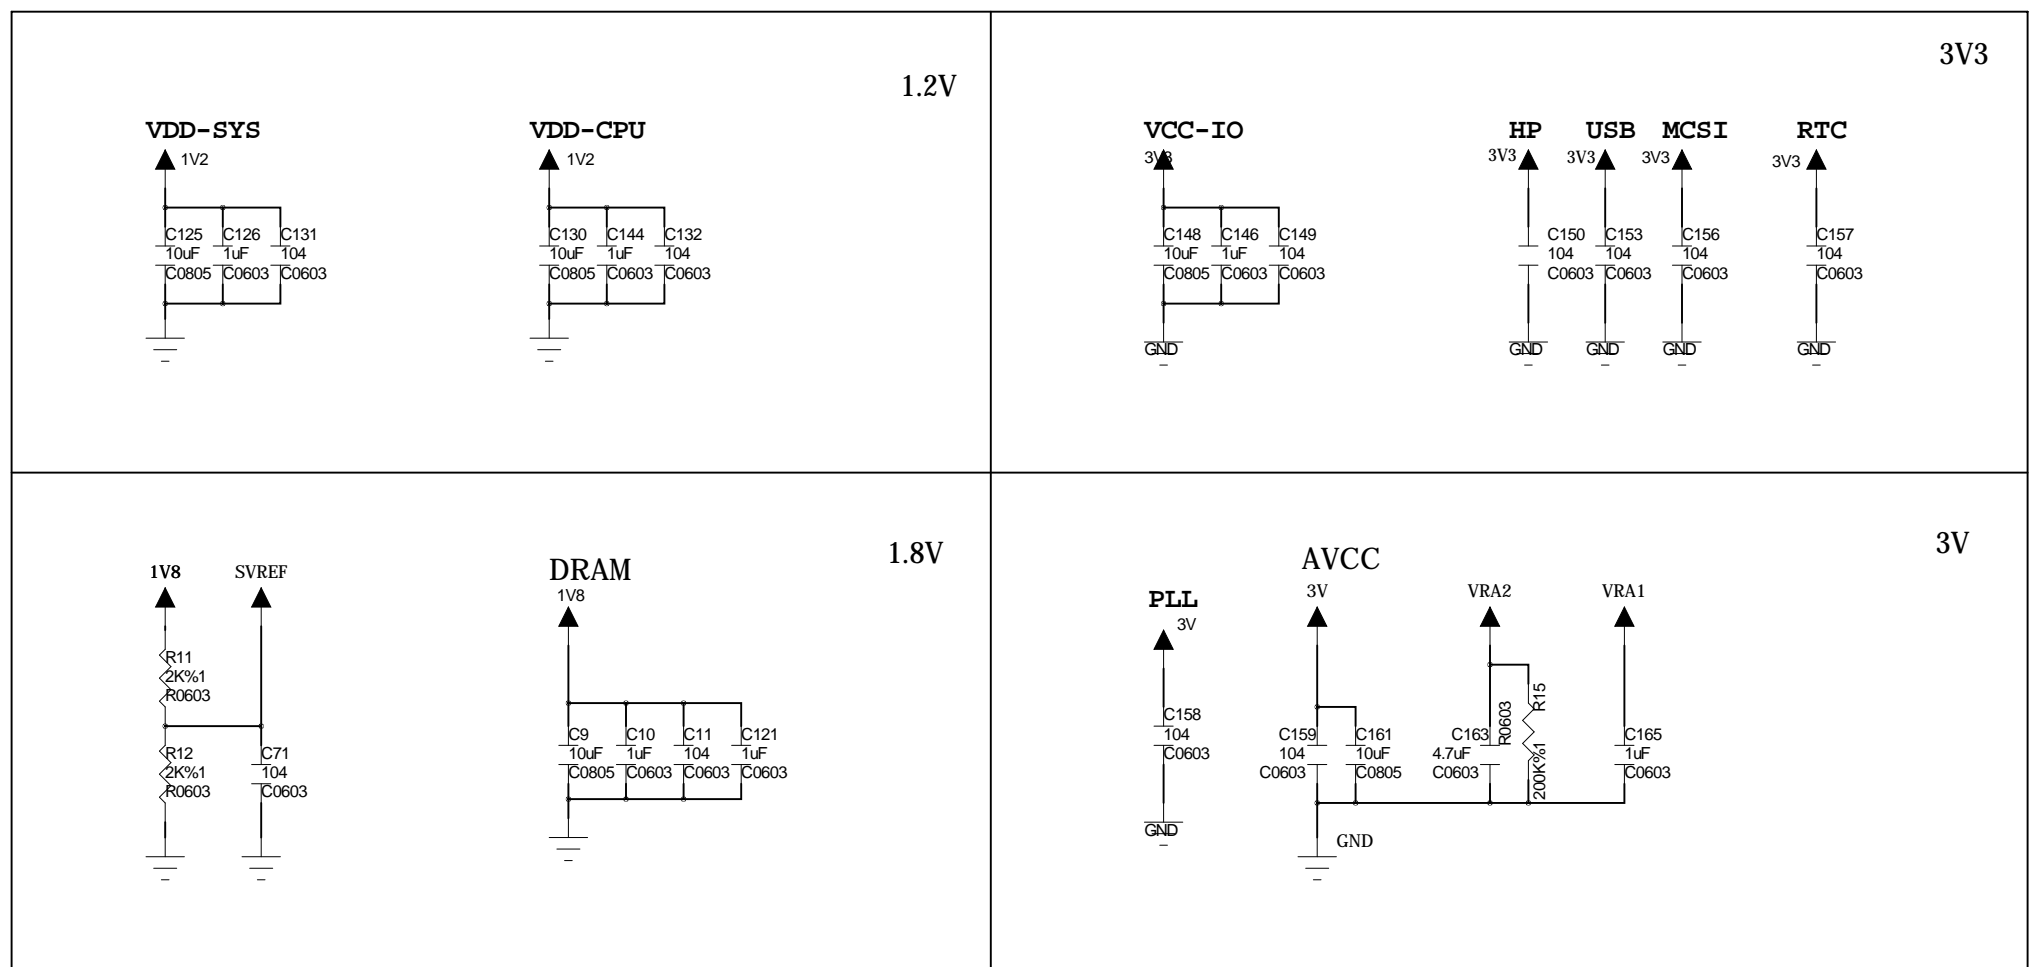 1.2V
VDD-SYS
1V2
C125
10uF
C0805
C126
1uF
C0603
C131
104
C0603
VDD-CPU
1V2
C130
10uF
C0805
C144
1uF
C0603
C132
104
C0603
3V3
VCC-IO
3V3
C148
10uF
C0805
C146
1uF
C0603
C149
104
C0603
HP
3V3
C150
104
C0603
USB
3V3
C153
104
C0603
MCSI
3V3
C156
104
C0603
RTC
3V3
C157
104
C0603
GND
GND
GND
GND
GND
1.8V
1V8
SVREF
R11
2K%1
R0603
R12
2K%1
R0603
C71
104
C0603
DRAM
1V8
C9
10uF
C0805
C10
1uF
C0603
C11
104
C0603
C121
1uF
C0603
3V
PLL
3V
C158
104
C0603
GND
AVCC
3V
C159
104
C0603
C161
10uF
C0805
VRA2
C163
4.7uF
C0603
R0603
R15
200K%1
VRA1
C165
1uF
C0603
GND